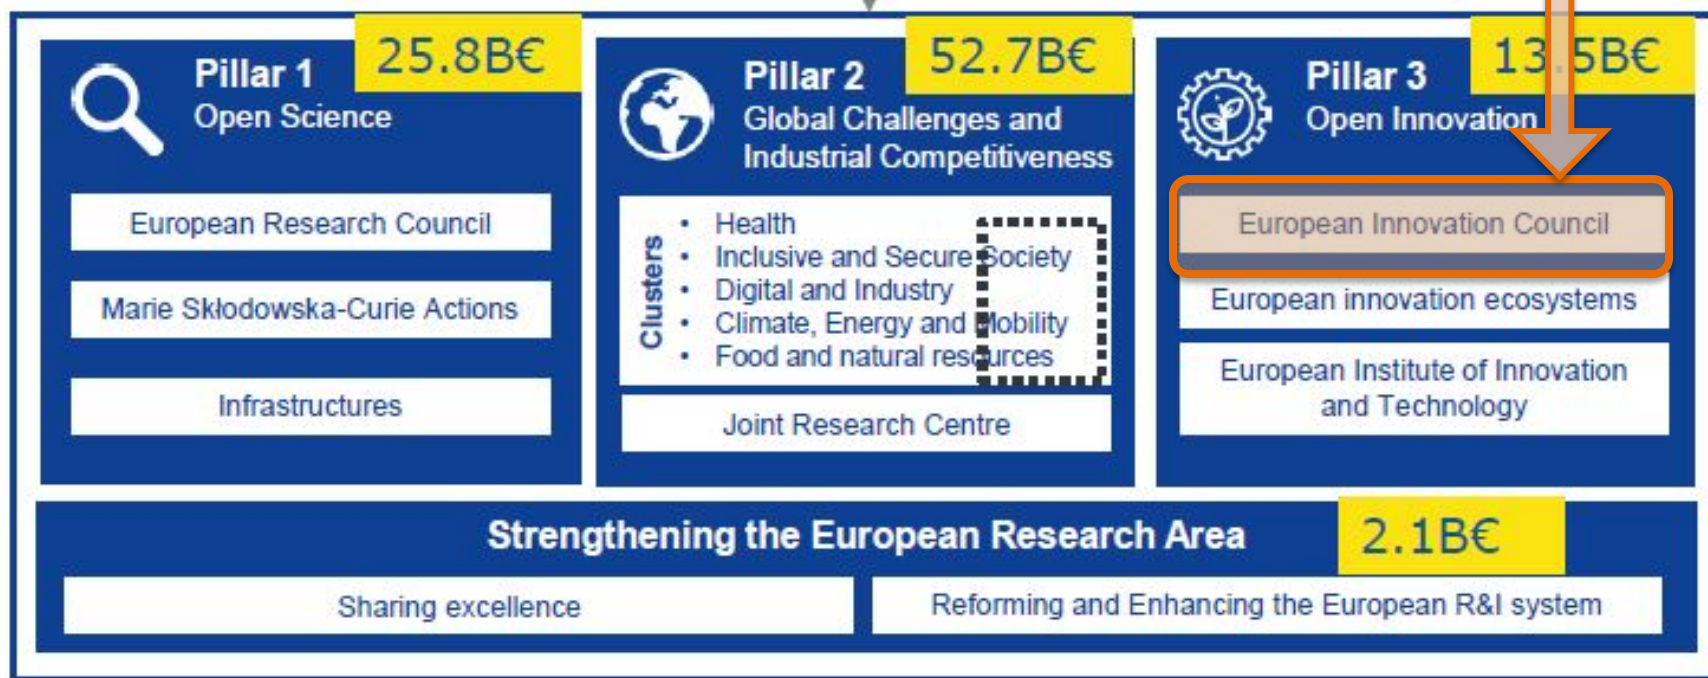 Pillar 1
25.8B€
Open Science
European Research Council
Marie Skłodowska-Curie Actions
Infrastructures
Pillar 2
52.7B€
Global Challenges and
Industrial Competitiveness
Clusters
• Health
• Inclusive and Secure Society
• Digital and Industry
• Climate, Energy and Mobility
• Food and natural resources
Joint Research Centre
Pillar 3
13.5B€
Open Innovation
European Innovation Council
European innovation ecosystems
European Institute of Innovation
and Technology
Strengthening the European Research Area
2.1B€
Sharing excellence
Reforming and Enhancing the European R&I system